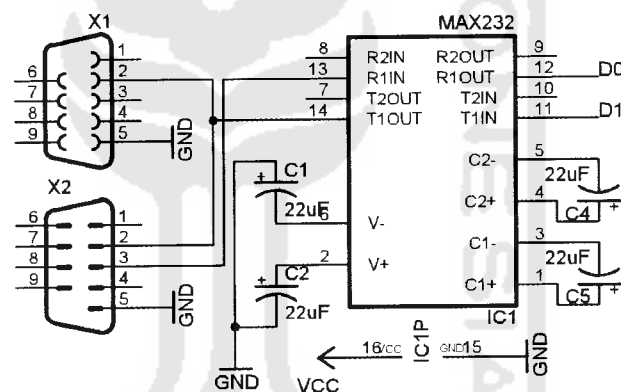 X1
1
6
2
7
3
8
4
9
5
GND
X2
6
1
7
2
8
3
9
4
5
GND
MAX232
8 R2IN R2OUT 9
13 R1IN R1OUT 12 D0
7 T2OUT T2IN 10
14 T1OUT T1IN 11 D1
C2- 5
C1
+
22uF
C2+ 4
22uF
C4
+
6 V-
C1- 3
2 V+
C2
+
22uF
22uF
C1+ 1
C5
+
IC1
GND
VCC
16 VCC
IC1P
GND 15
GND